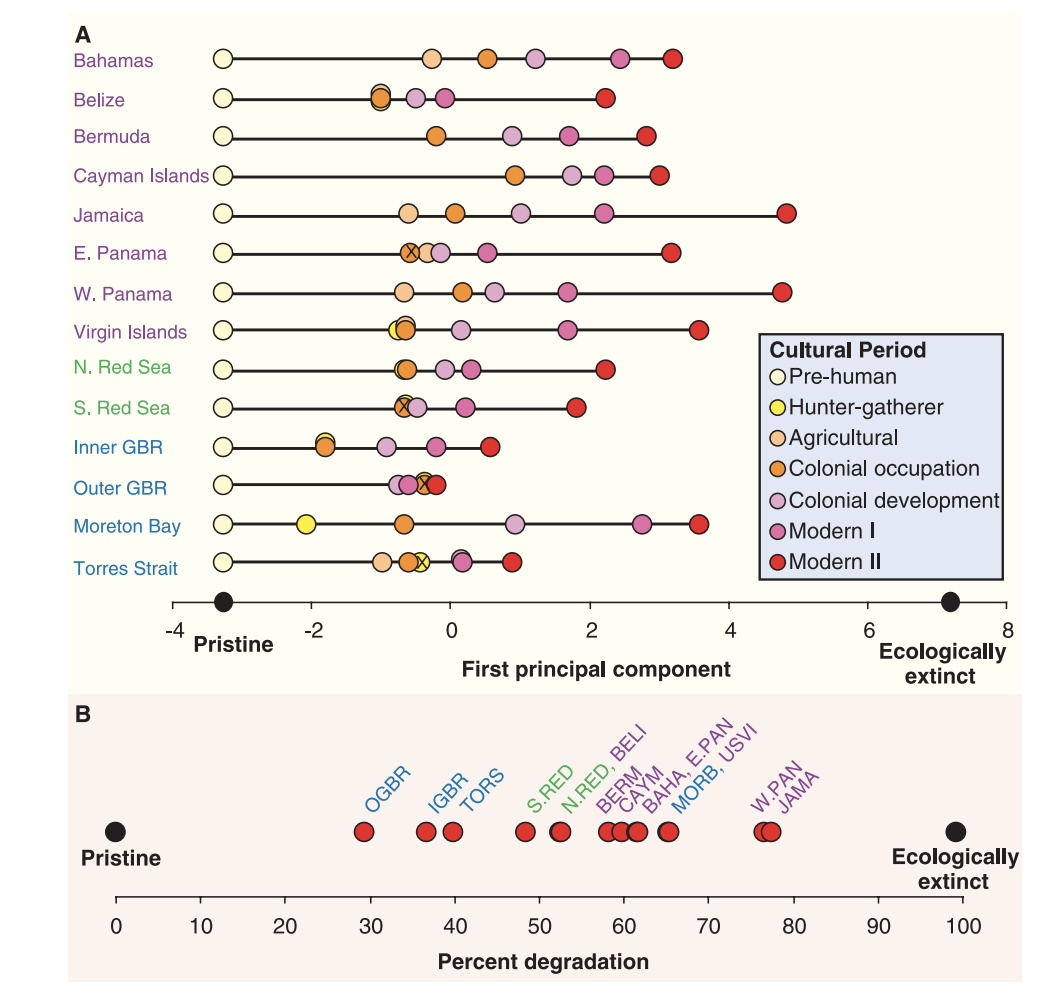 A
Bahamas
Belize
Bermuda
Cayman Islands
Jamaica
E. Panama
W. Panama
Virgin Islands
N. Red Sea
S. Red Sea
Inner GBR
Outer GBR
Moreton Bay
Torres Strait
X
X
X
X
Cultural Period
Pre-human
Hunter-gatherer
Agricultural
Colonial occupation
Colonial development
Modern I
Modern II
-4 -2 0 2 4 6 8
Pristine
Ecologically
extinct
First principal component
B
OGBR
IGBR
TORS
S.RED
N.RED, BELI
BERM
CAYM
BAHA, E.PAN
MORB, USVI
W.PAN
JAMA
Pristine
Ecologically
extinct
0 10 20 30 40 50 60 70 80 90 100
Percent degradation